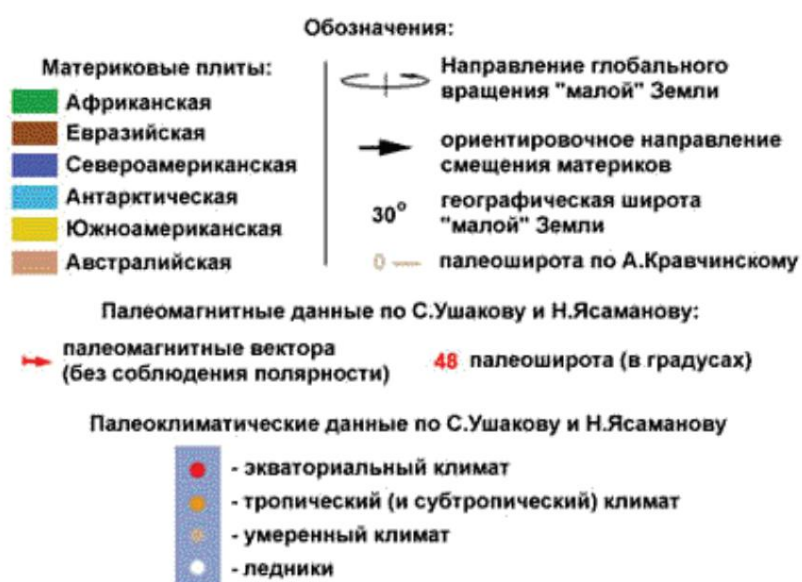 Обозначения:
Материковые плиты:
Африканская
Евразийская
Североамериканская
Антарктическая
Южноамериканская
Австралийская
Направление глобального
вращения "малой" Земли
ориентировочное направление
смещения материков
30° географическая широта
"малой" Земли
0 — палеоширота по А.Кравчинскому
Палеомагнитные данные по С.Ушакову и Н.Ясаманову:
палеомагнитные вектора
(без соблюдения полярности)
48 палеоширота (в градусах)
Палеоклиматические данные по С.Ушакову и Н.Ясаманову
- экваториальный климат
- тропический (и субтропический) климат
- умеренный климат
- ледники